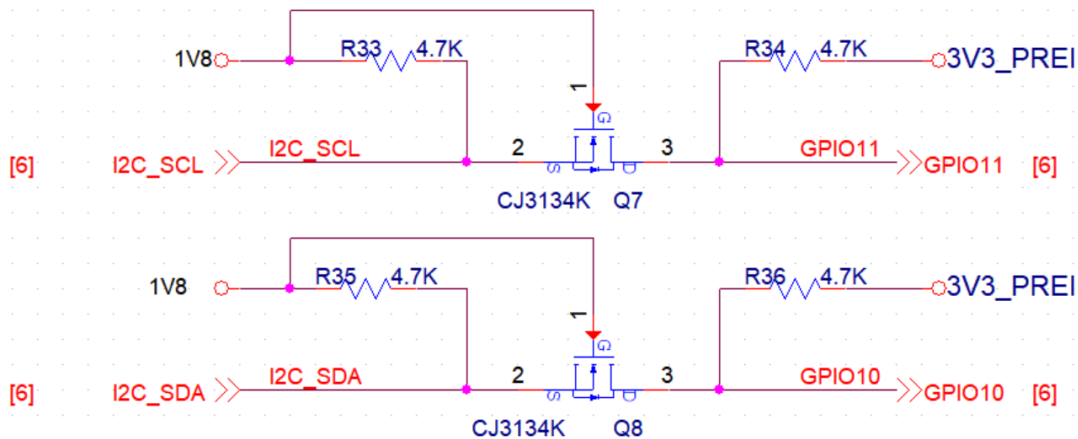 R33 4.7K R34 4.7K
1V8 3V3_PREI
1
G
I2C_SCL 2 3 GPIO11
[6] I2C_SCL S D GPIO11 [6]
CJ3134K Q7
R35 4.7K R36 4.7K
1V8 3V3_PREI
1
G
I2C_SDA 2 3 GPIO10
[6] I2C_SDA S D GPIO10 [6]
CJ3134K Q8